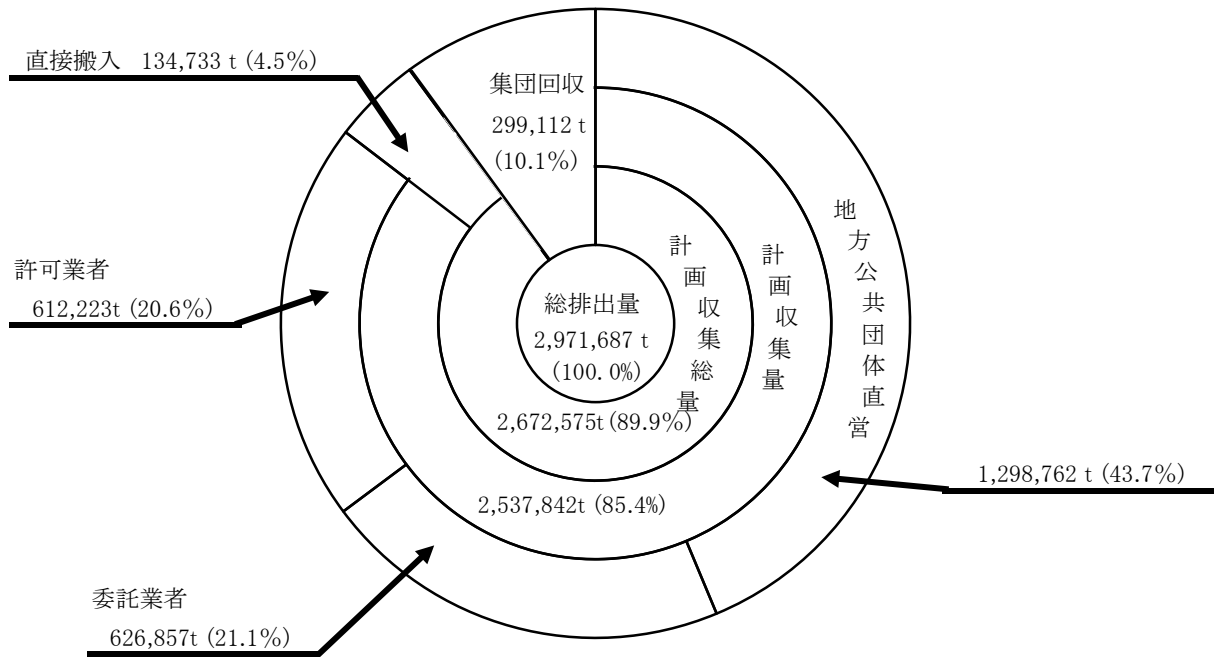 直接搬入 134,733 t (4.5%)
集団回収
299,112 t
(10.1%)
地方公共団体直営
計画収集量
計画収集総量
許可業者
612,223t (20.6%)
総排出量
2,971,687 t
(100.0%)
2,672,575t (89.9%)
1,298,762 t (43.7%)
2,537,842t (85.4%)
委託業者
626,857t (21.1%)